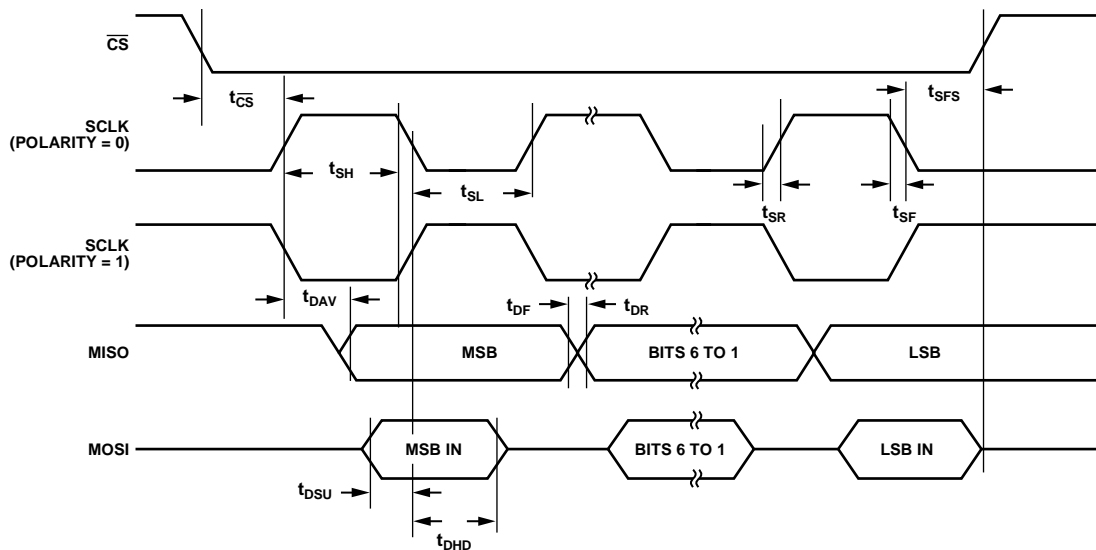 CS
tCS
tSFS
SCLK
(POLARITY = 0)
tSH
tSL
tSR
tSF
SCLK
(POLARITY = 1)
tDAV
tDF
tDR
MISO
MSB
BITS 6 TO 1
LSB
MOSI
MSB IN
BITS 6 TO 1
LSB IN
tDSU
tDHD